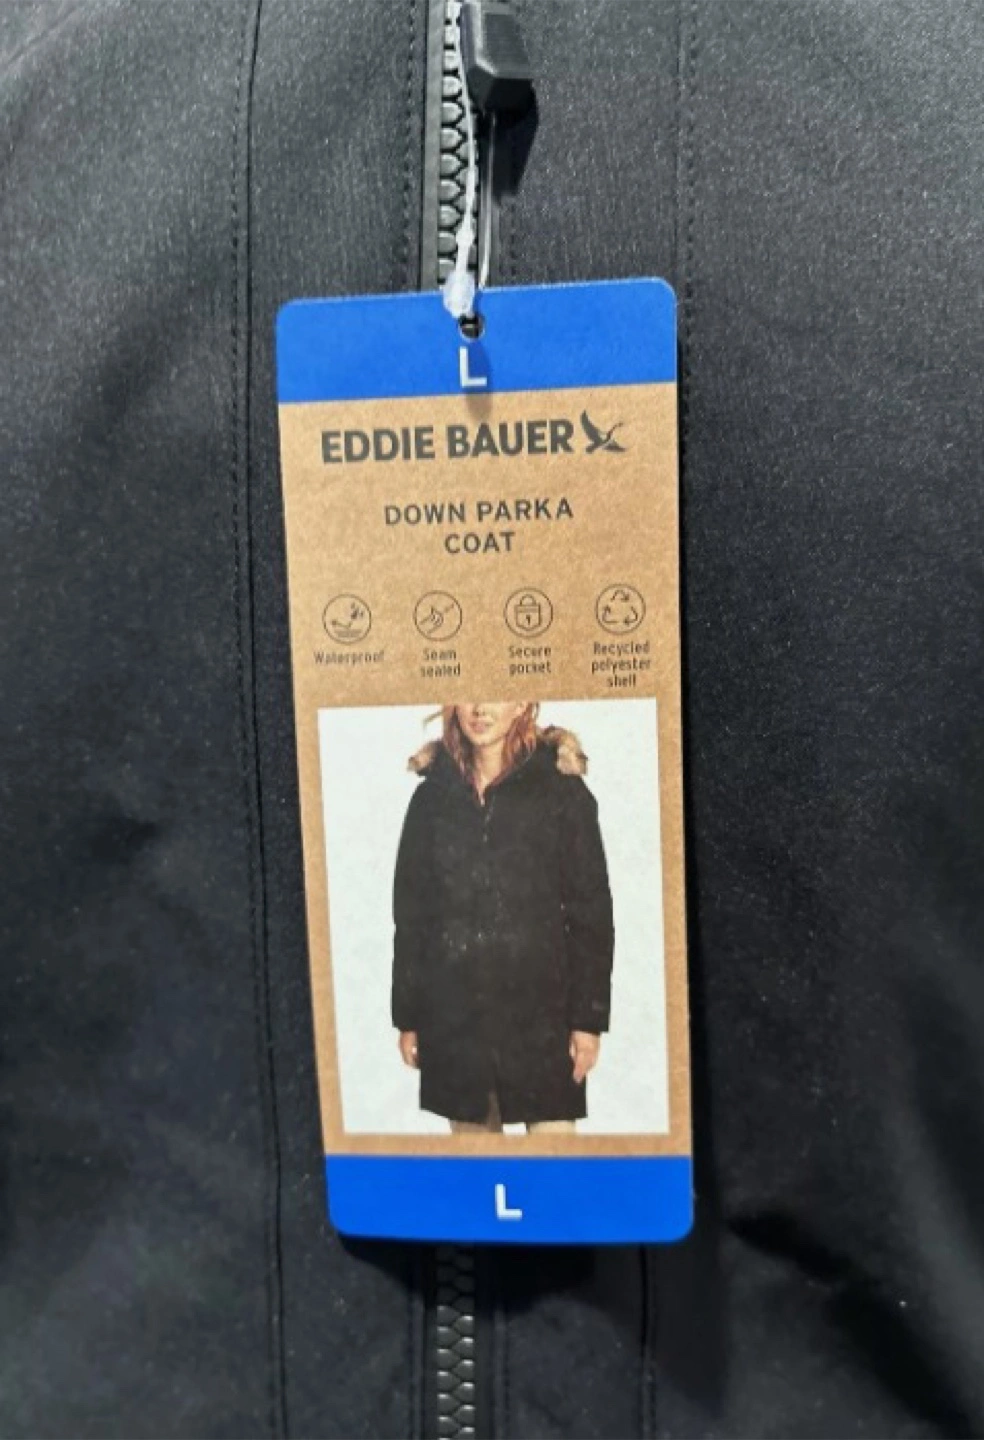 L
EDDIE BAUER
DOWN PARKA
COAT
Waterproof
Seam
sealed
Secure
pocket
Recycled
polyester
shell
L